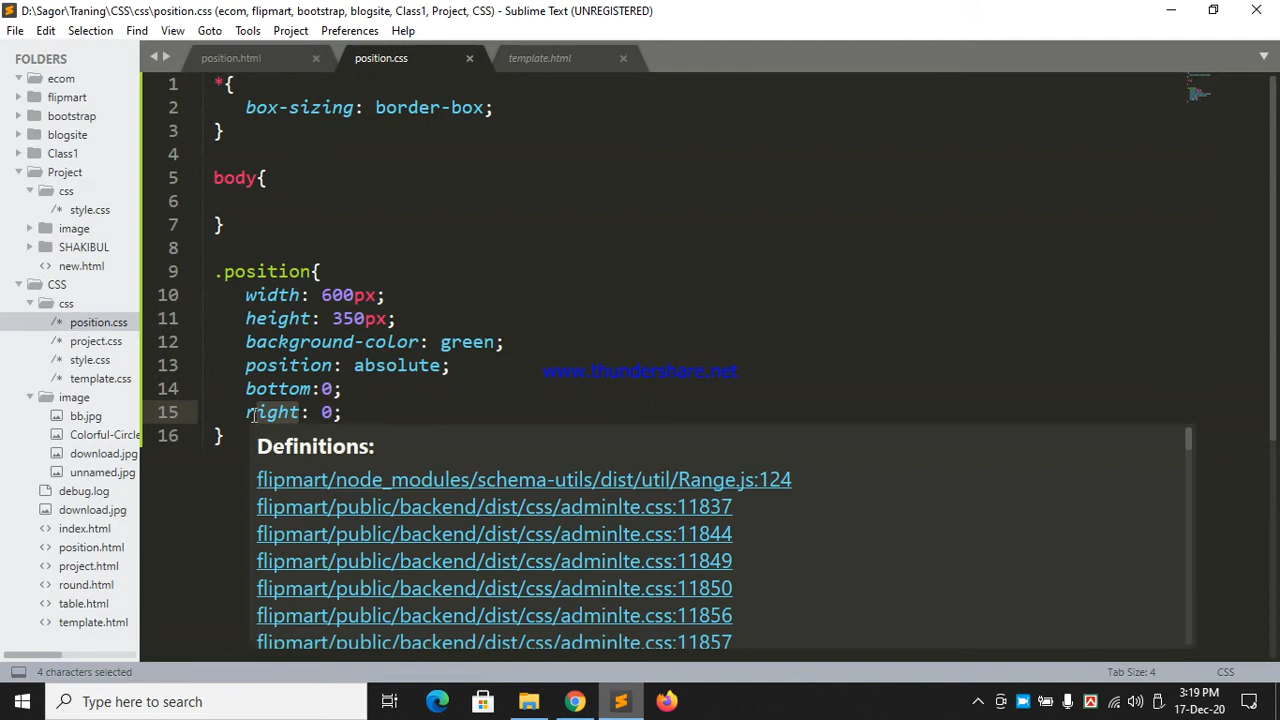 D:\Sagor\Traning\CSS\css\position.css (ecom, flipmart, bootstrap, blogsite, Class1, Project, CSS) - Sublime Text (UNREGISTERED)
File Edit Selection Find View Goto Tools Project Preferences Help
FOLDERS
ecom
flipmart
bootstrap
blogsite
Class1
Project
css
/* style.css
image
SHAKIBUL
new.html
CSS
css
/* position.css
/* project.css
/* style.css
/* template.css
image
bb.jpg
Colorful-Circle
download.jpg
unnamed.jpg
debug.log
download.jpg
index.html
position.html
project.html
round.html
table.html
template.html
position.html
position.css
template.html
1 *{
2 box-sizing: border-box;
3 }
4
5 body{
6
7 }
8
9 .position{
10 width: 600px;
11 height: 350px;
12 background-color: green;
13 position: absolute;
14 bottom:0;
15 right: 0;
16 }
www.thundershare.net
Definitions:
flipmart/node_modules/schema-utils/dist/util/Range.js:124
flipmart/public/backend/dist/css/adminlte.css:11837
flipmart/public/backend/dist/css/adminlte.css:11844
flipmart/public/backend/dist/css/adminlte.css:11849
flipmart/public/backend/dist/css/adminlte.css:11850
flipmart/public/backend/dist/css/adminlte.css:11856
flipmart/public/backend/dist/css/adminlte.css:11857
4 characters selected
Tab Size: 4
CSS
Type here to search
3:19 PM
17-Dec-20